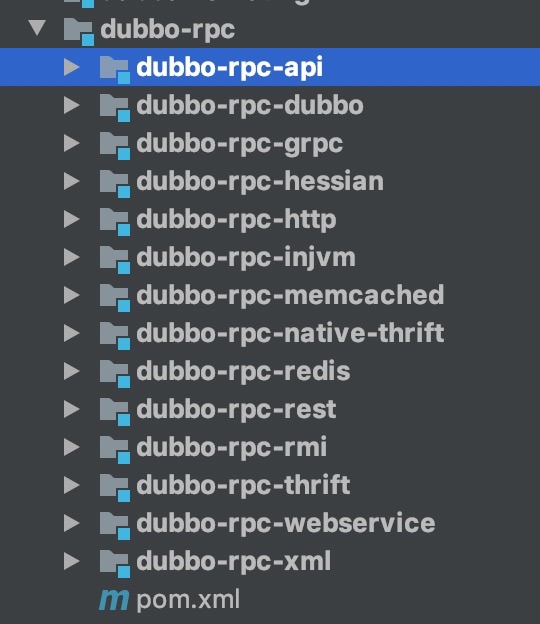 dubbo-rpc
dubbo-rpc-api
dubbo-rpc-dubbo
dubbo-rpc-grpc
dubbo-rpc-hessian
dubbo-rpc-http
dubbo-rpc-injvm
dubbo-rpc-memcached
dubbo-rpc-native-thrift
dubbo-rpc-redis
dubbo-rpc-rest
dubbo-rpc-rmi
dubbo-rpc-thrift
dubbo-rpc-webservice
dubbo-rpc-xml
m pom.xml